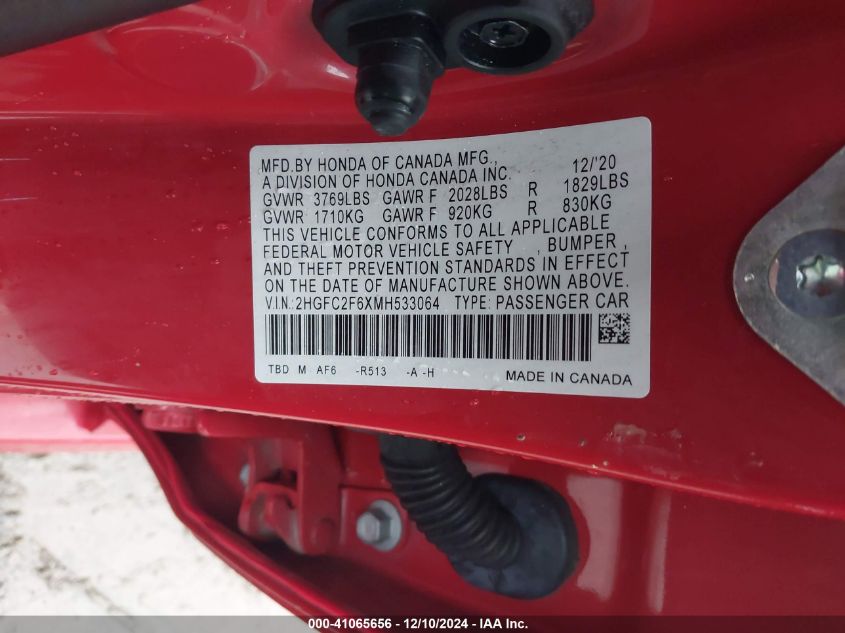 MFD.BY HONDA OF CANADA MFG., 12/'20
A DIVISION OF HONDA CANADA INC.
GVWR 3769LBS GAWR F 2028LBS R 1829LBS
GVWR 1710KG GAWR F 920KG R 830KG
THIS VEHICLE CONFORMS TO ALL APPLICABLE
FEDERAL MOTOR VEHICLE SAFETY , BUMPER ,
AND THEFT PREVENTION STANDARDS IN EFFECT
ON THE DATE OF MANUFACTURE SHOWN ABOVE.
V.I.N.: 2HGFC2F6XMH533064 TYPE: PASSENGER CAR
TBD M AF6 -R513 -A -H MADE IN CANADA
000-41065656 - 12/10/2024 - IAA, Inc.